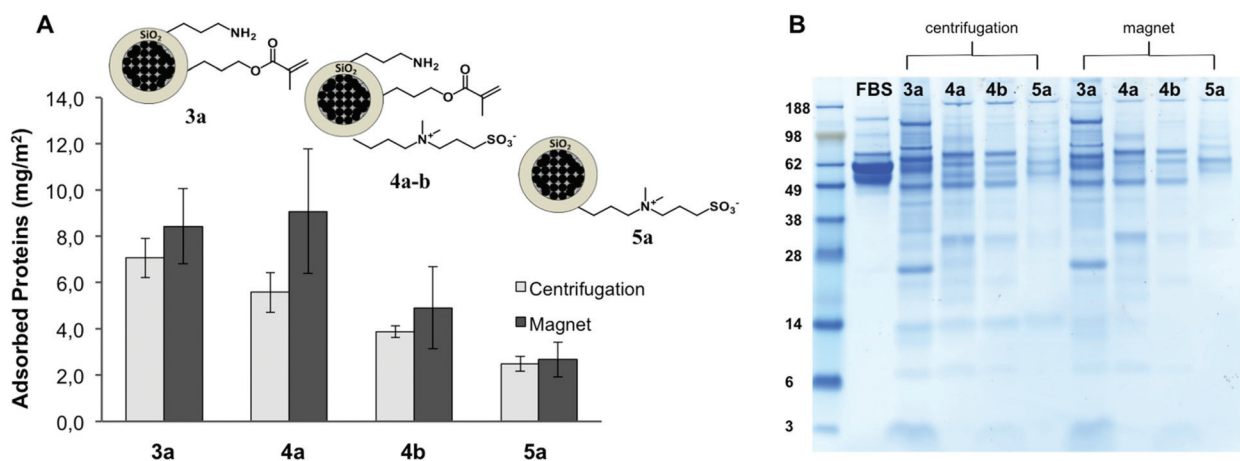 A
B
SiO₂
NH₂
O
O
3a
SiO₂
NH₂
O
O
N⁺
SO₃⁻
4a-b
SiO₂
N⁺
SO₃⁻
5a
Adsorbed Proteins (mg/m²)
14,0
12,0
10,0
8,0
6,0
4,0
2,0
0,0
Centrifugation
Magnet
3a 4a 4b 5a
centrifugation magnet
FBS 3a 4a 4b 5a 3a 4a 4b 5a
188
98
62
49
38
28
14
6
3